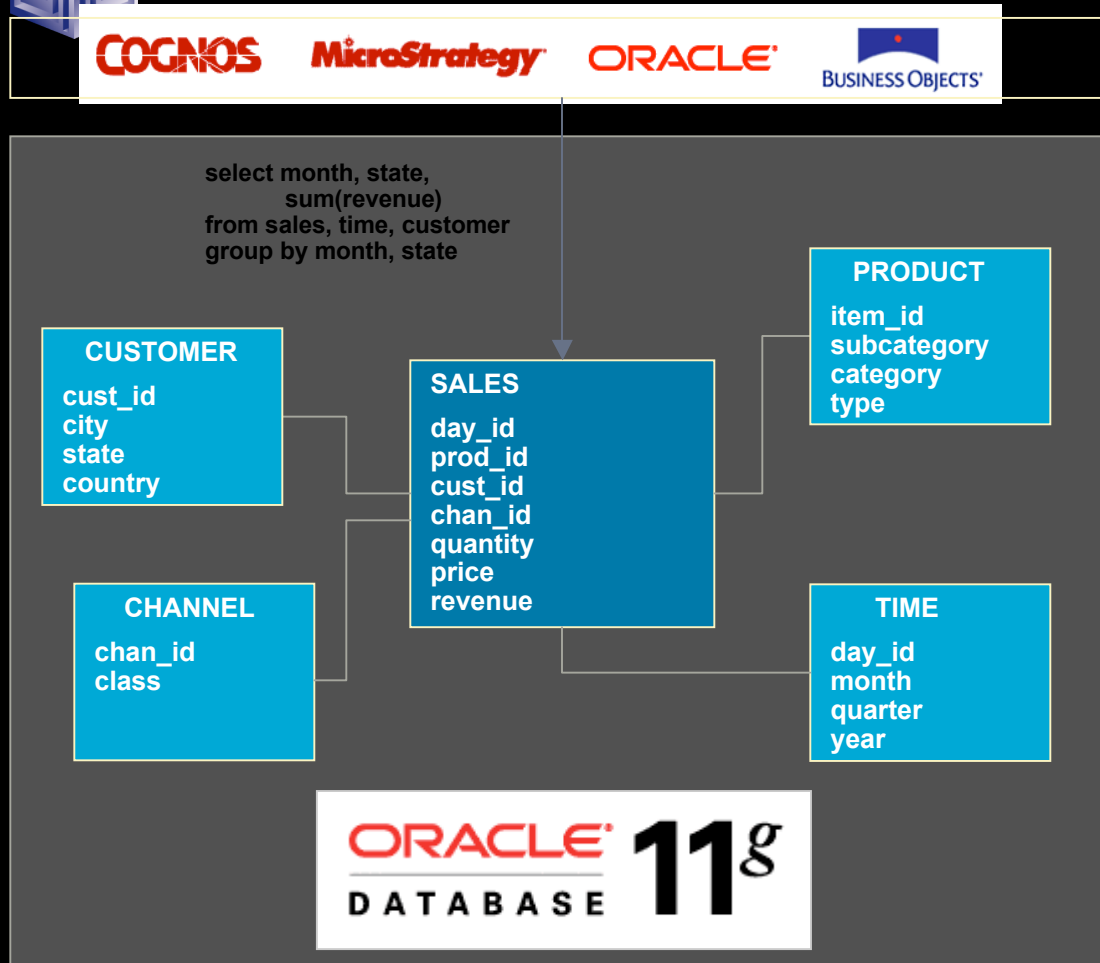 COGNOS MicroStrategy ORACLE BUSINESS OBJECTS
select month, state,
sum(revenue)
from sales, time, customer
group by month, state
PRODUCT
item_id
subcategory
category
type
CUSTOMER
cust_id
city
state
country
SALES
day_id
prod_id
cust_id
chan_id
quantity
price
revenue
CHANNEL
chan_id
class
TIME
day_id
month
quarter
year
ORACLE 11g
DATABASE